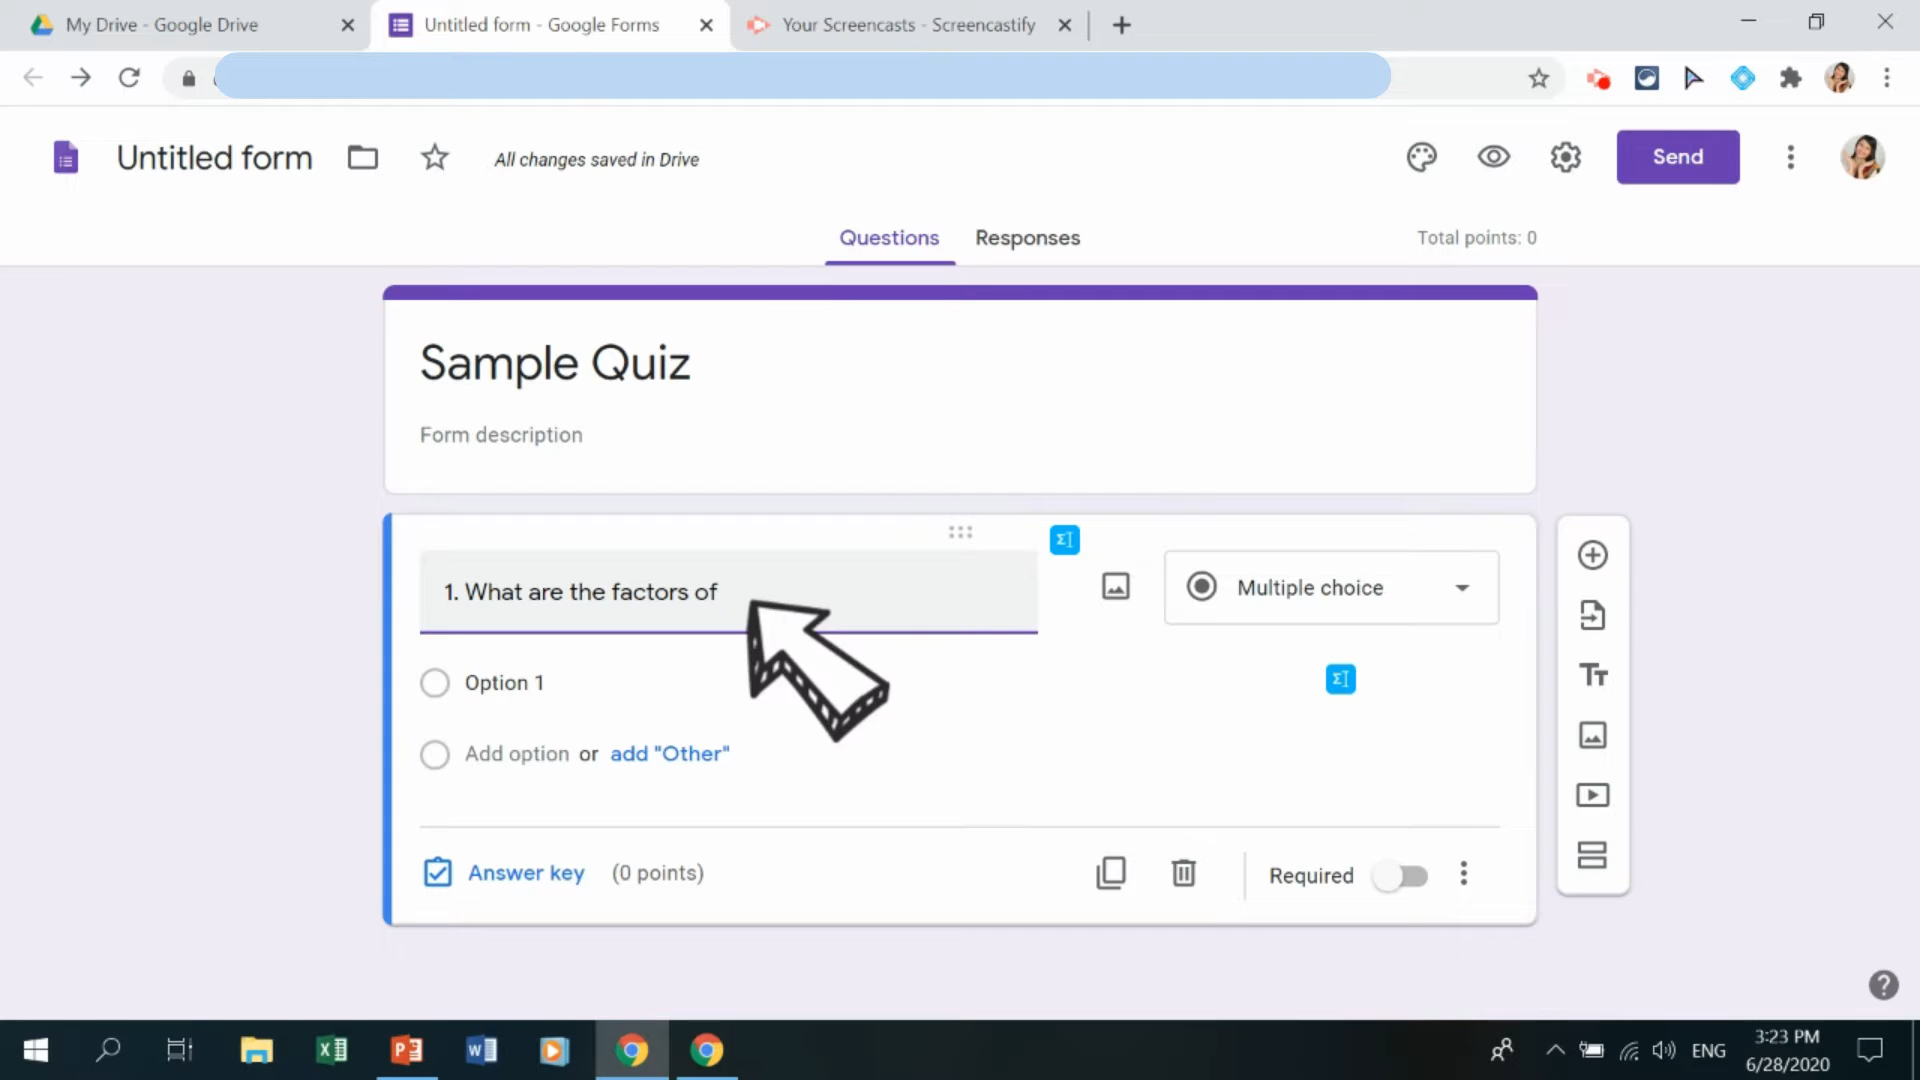 My Drive - Google Drive
Untitled form - Google Forms
Your Screencasts - Screencastify
Untitled form
All changes saved in Drive
Send
Questions
Responses
Total points: 0
Sample Quiz
Form description
1. What are the factors of
Multiple choice
Option 1
Add option or add "Other"
Answer key
(0 points)
Required
Tт
ENG
3:23 PM
6/28/2020